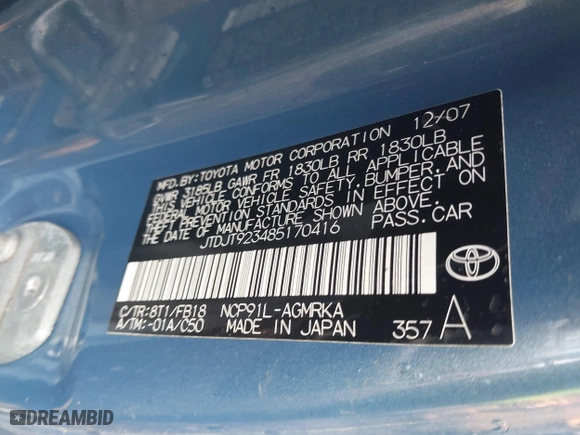 MFD.BY:TOYOTA MOTOR CORPORATION 12/07
GVWR 3185LB GAWR FR 1830LB RR 1830LB
THIS VEHICLE CONFORMS TO ALL APPLICABLE
FEDERAL MOTOR VEHICLE SAFETY,BUMPER,AND
THEFT PREVENTION STANDARDS IN EFFECT ON
THE DATE OF MANUFACTURE SHOWN ABOVE.
JTDJT923485170416 PASS.CAR
C/TR:8T1/FB18 NCP91L-AGMRKA
A/TM:-01A/C50 MADE IN JAPAN 357 A
DREAMBID